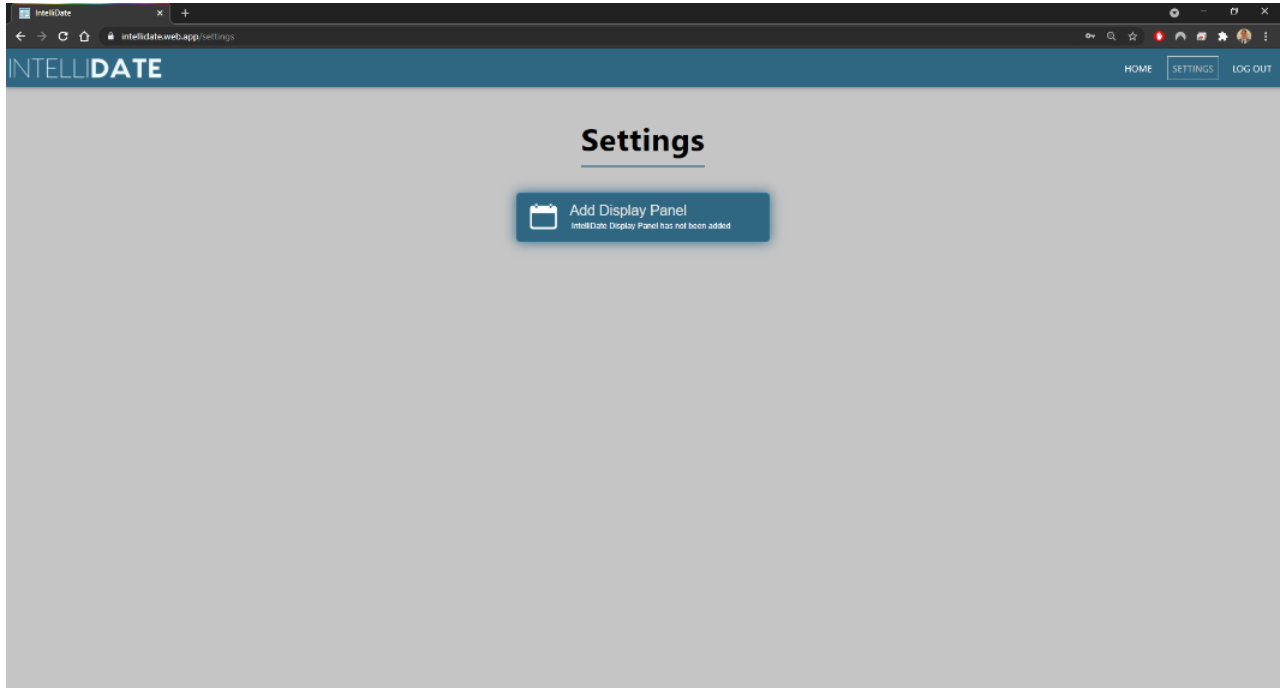 IntelliDate
intellidate.web.app/settings
INTELLIDATE
HOME SETTINGS LOG OUT
Settings
Add Display Panel
IntelliDate Display Panel has not been added